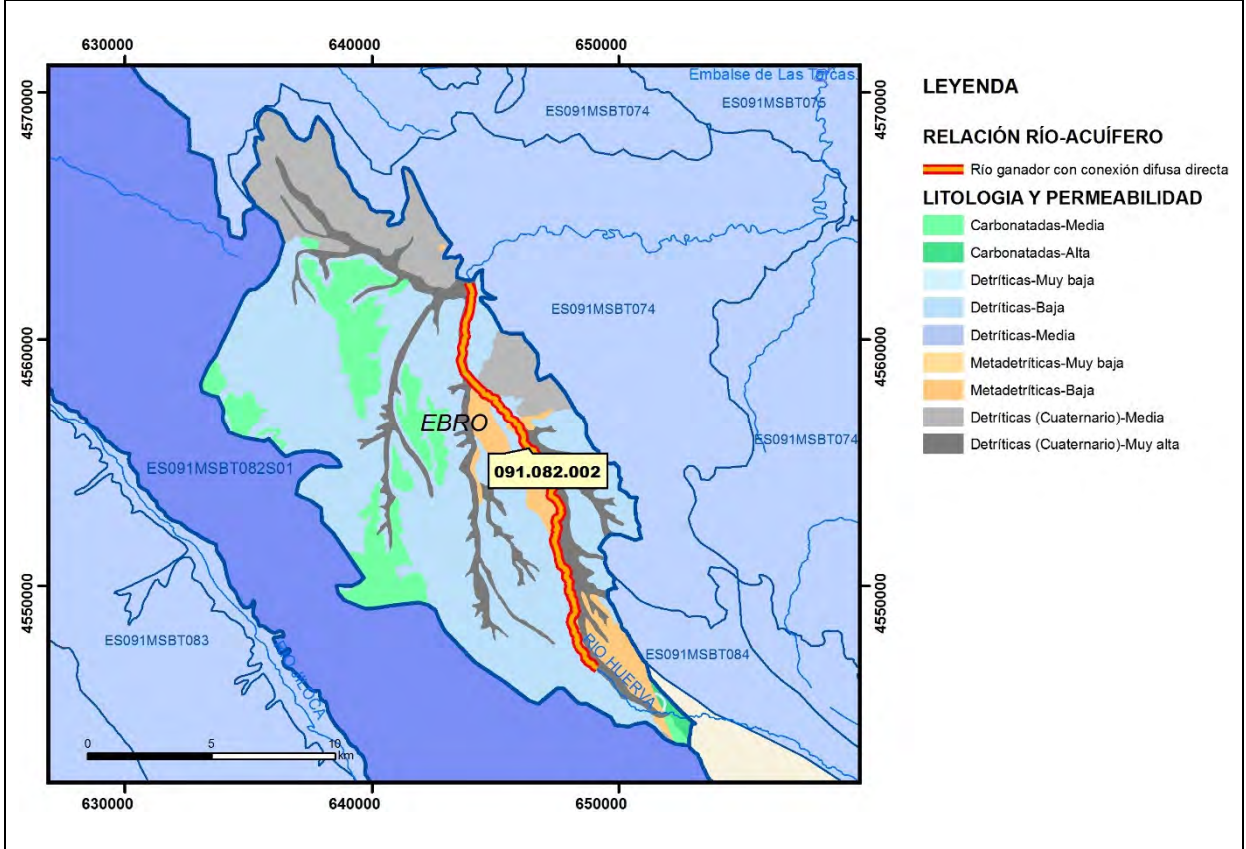 630000
640000
650000
4570000
4570000
Embalse de Las Torcas
ES091MSBT074
ES091MSBT075
4560000
4560000
ES091MSBT074
EBRO
ES091MSBT074
ES091MSBT082S01
091.082.002
4550000
4550000
ES091MSBT083
RIO JILOCA
RIO HUERVA
ES091MSBT084
0
5
10
km
630000
640000
650000
LEYENDA
RELACIÓN RÍO-ACUÍFERO
Río ganador con conexión difusa directa
LITOLOGIA Y PERMEABILIDAD
Carbonatadas-Media
Carbonatadas-Alta
Detríticas-Muy baja
Detríticas-Baja
Detríticas-Media
Metadetríticas-Muy baja
Metadetríticas-Baja
Detríticas (Cuaternario)-Media
Detríticas (Cuaternario)-Muy alta